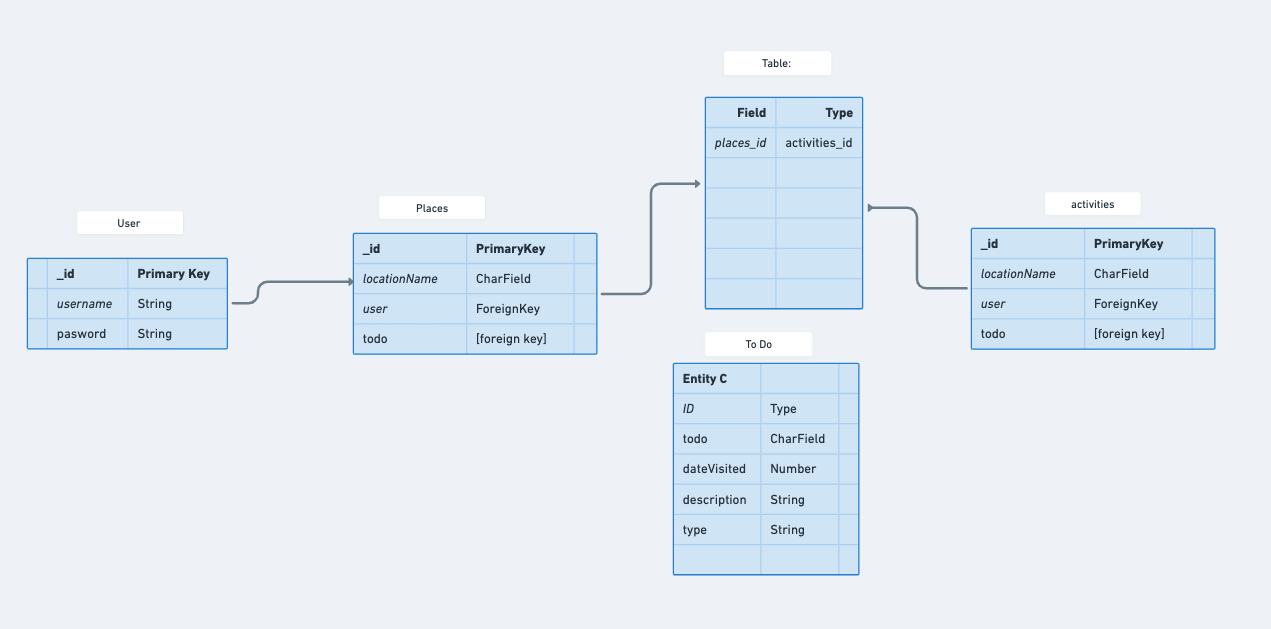 Table:
Field Type
places_id activities_id
Places
_id PrimaryKey
locationName CharField
user ForeignKey
todo [foreign key]
User
_id Primary Key
username String
pasword String
activities
_id PrimaryKey
locationName CharField
user ForeignKey
todo [foreign key]
To Do
Entity C
ID Type
todo CharField
dateVisited Number
description String
type String